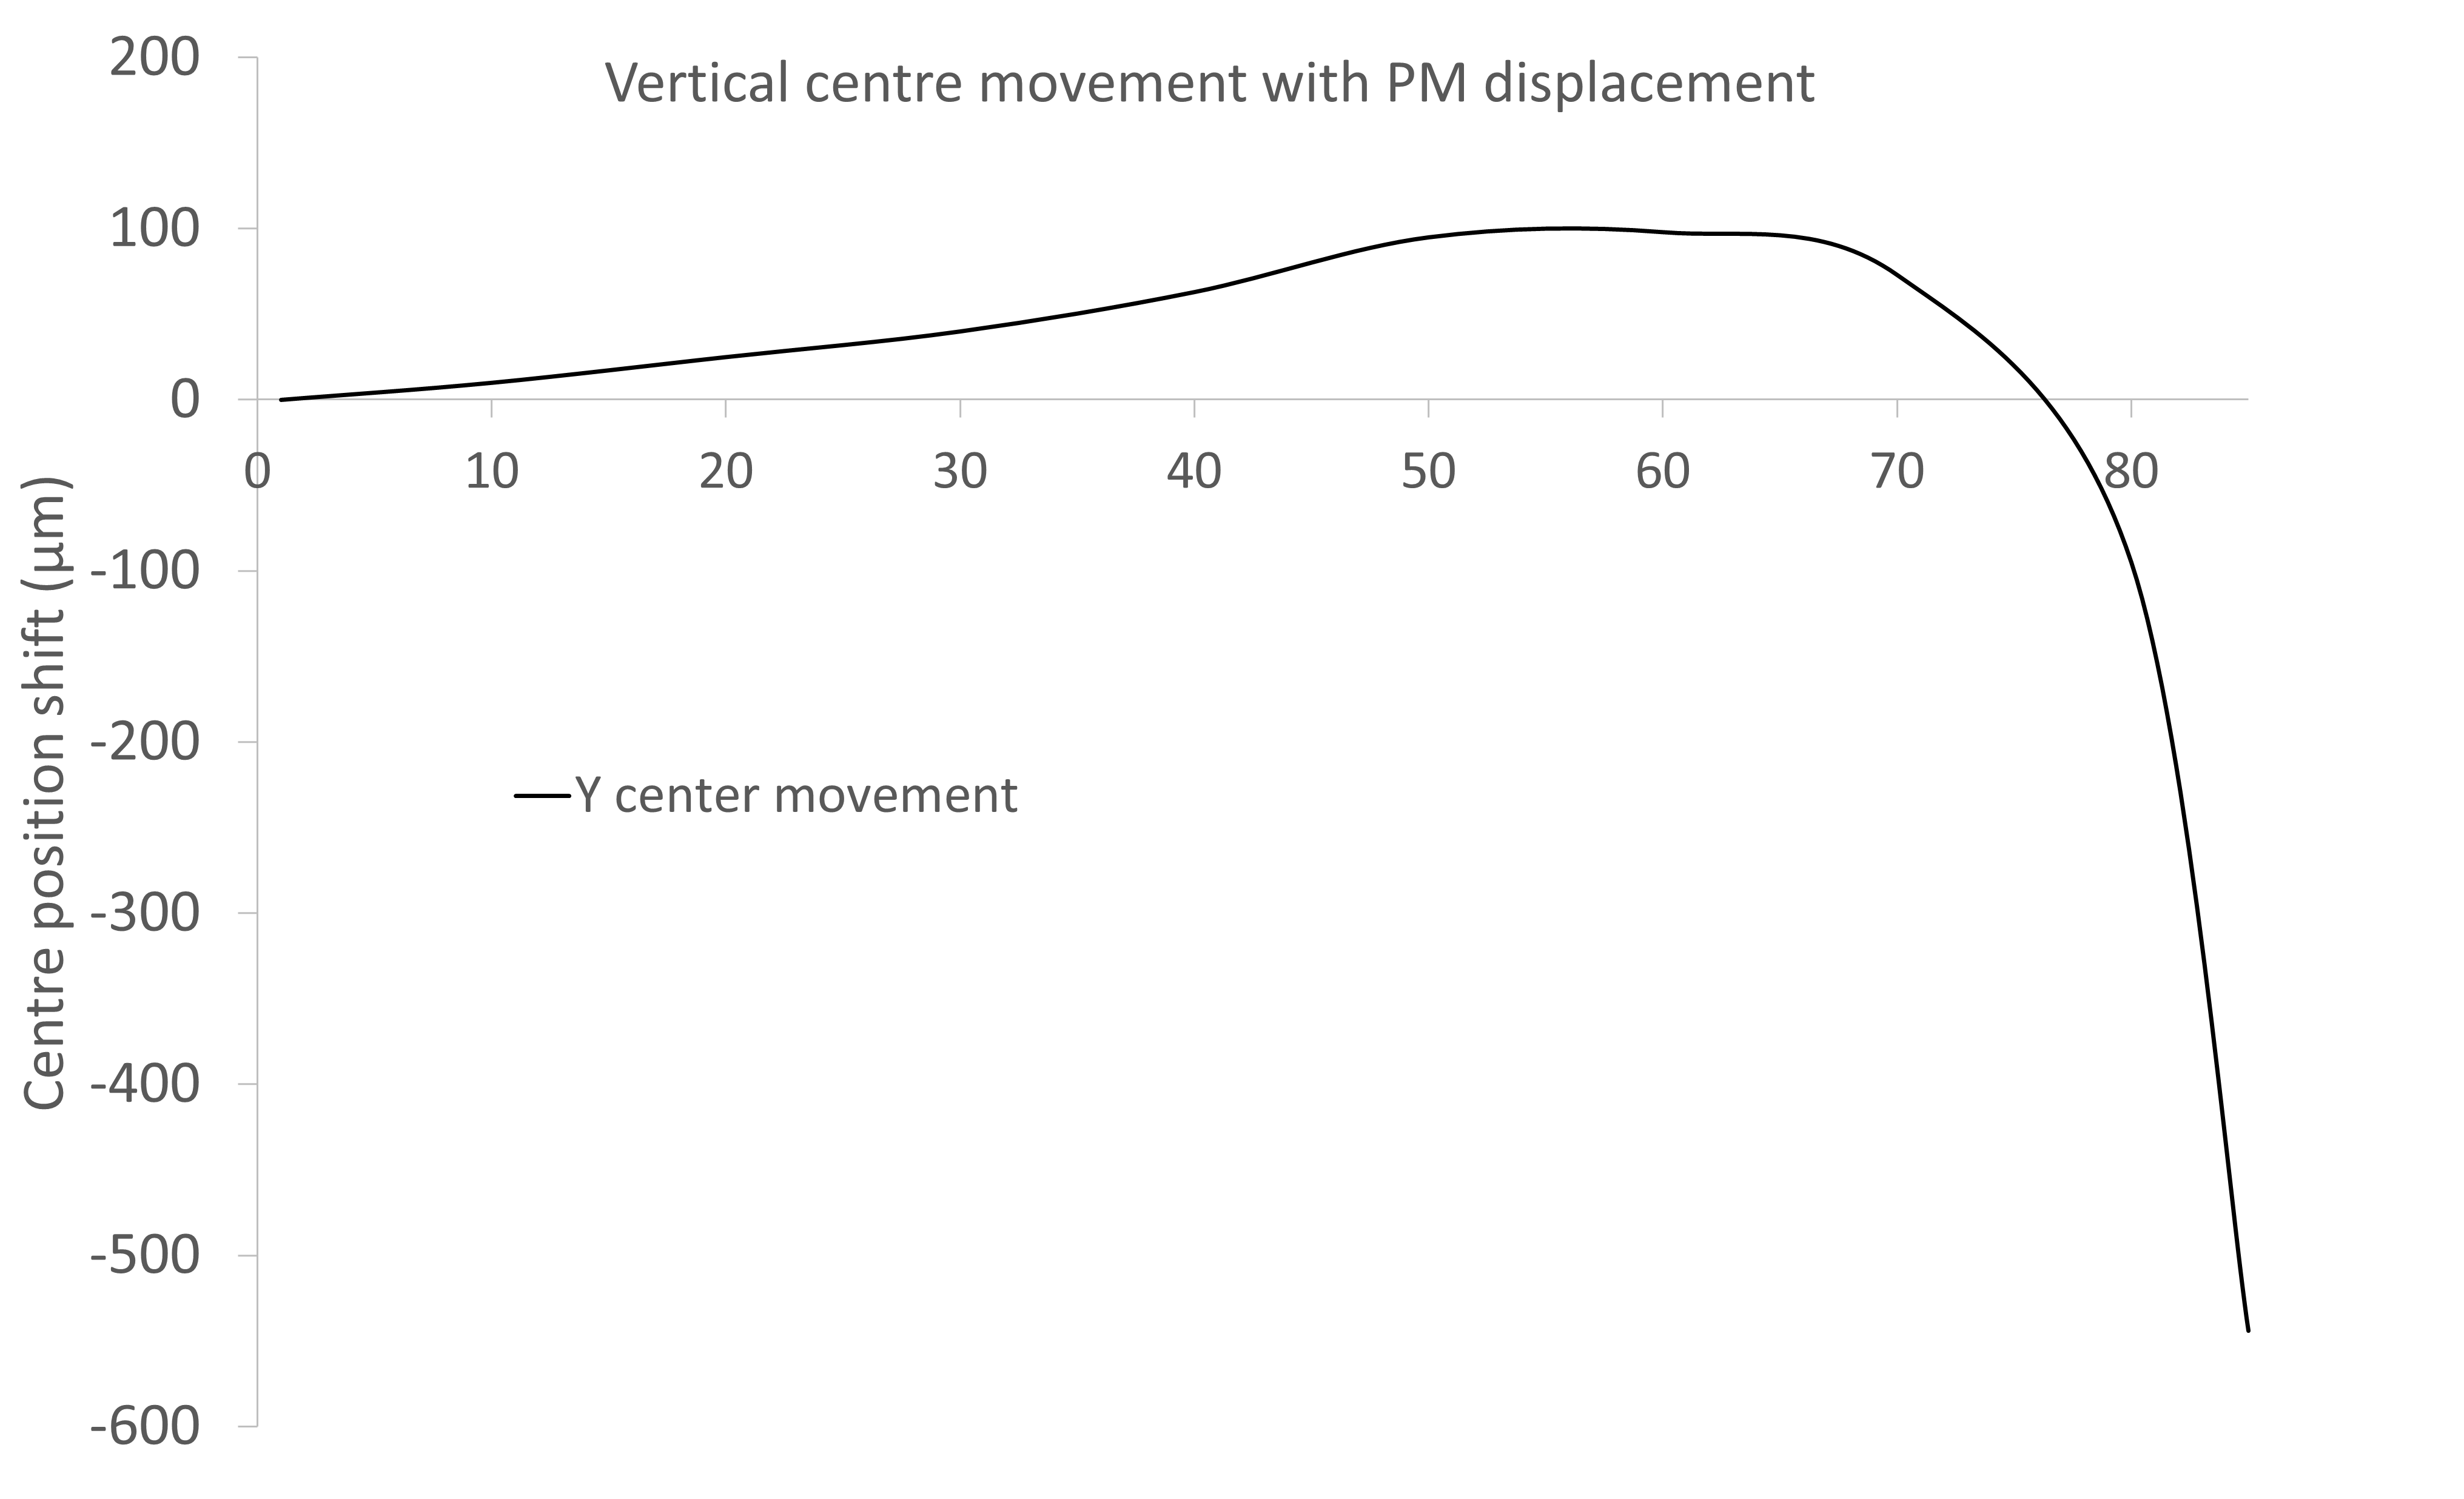 Vertical centre movement with PM displacement
200
100
0
-100
-200
-300
-400
-500
-600
Centre position shift (µm)
0 10 20 30 40 50 60 70 80
Y center movement